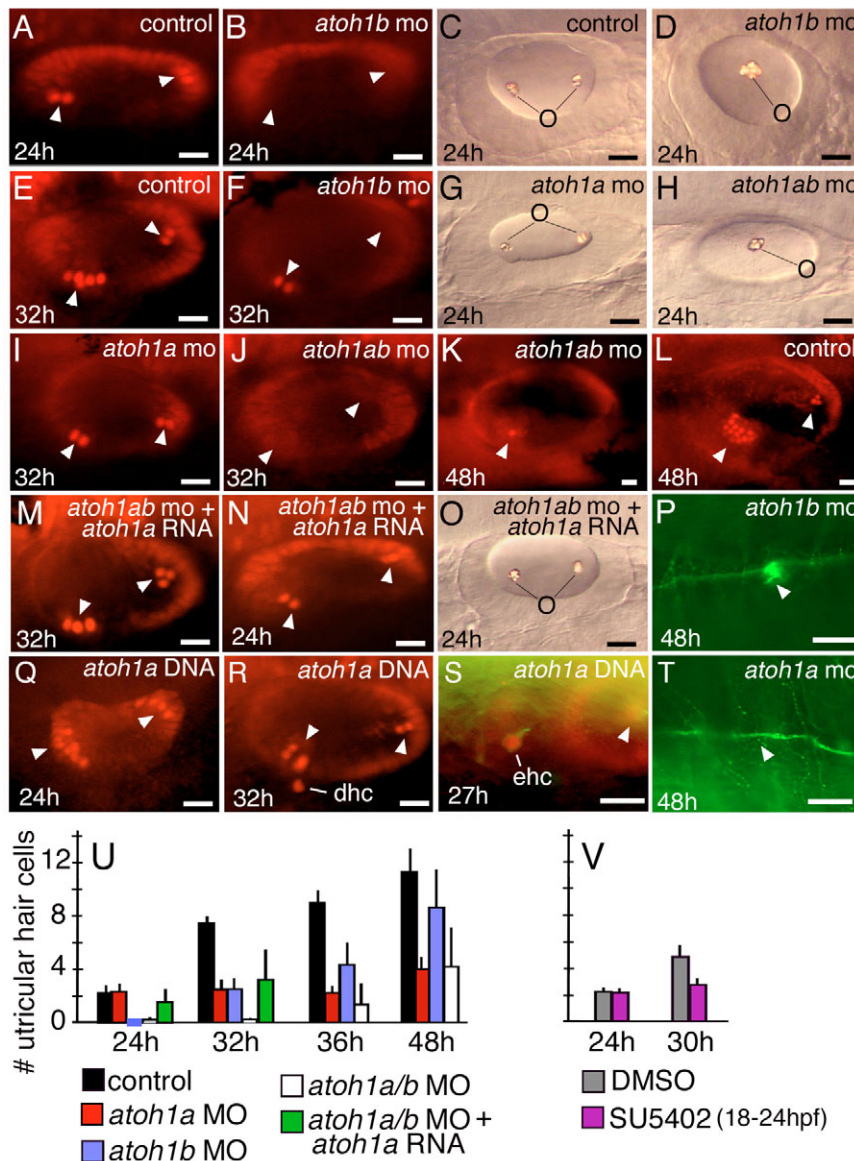 A control
24h
B atoh1b mo
24h
C control
O
24h
D atoh1b mo
O
24h
E control
32h
F atoh1b mo
32h
G atoh1a mo
O
24h
H atoh1ab mo
O
24h
I atoh1a mo
32h
J atoh1ab mo
32h
K atoh1ab mo
48h
L control
48h
M atoh1ab mo +
atoh1a RNA
32h
N atoh1ab mo +
atoh1a RNA
24h
O atoh1ab mo +
atoh1a RNA
O
24h
P atoh1b mo
48h
Q atoh1a DNA
24h
R atoh1a DNA
dhc
32h
S atoh1a DNA
ehc
27h
T atoh1a mo
48h
U
# utricular hair cells
12
8
4
0
24h 32h 36h 48h
control
atoh1a MO
atoh1b MO
atoh1a/b MO
atoh1a/b MO +
atoh1a RNA
V
24h 30h
DMSO
SU5402 (18-24hpf)